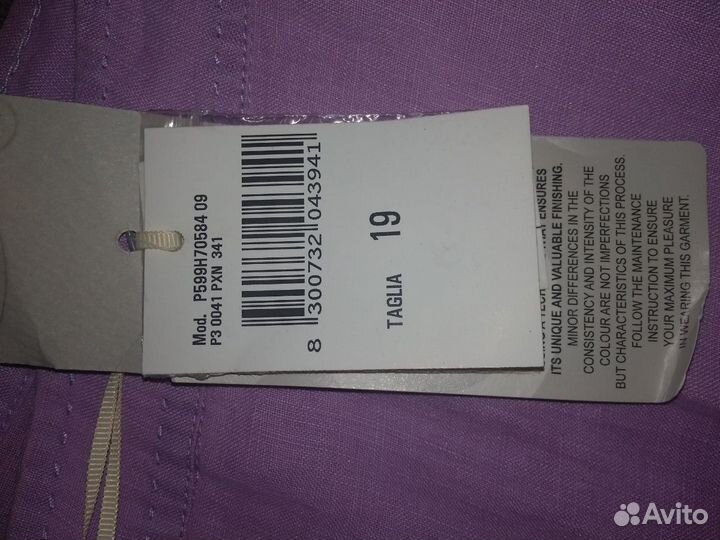 Mod. P599H70584 09
P3 0041 PXN 341
8 300732 043941
TAGLIA 19
ENSURES
ITS UNIQUE AND VALUABLE FINISHING.
MINOR DIFFERENCES IN THE
CONSISTENCY AND INTENSITY OF THE
COLOUR ARE NOT IMPERFECTIONS
BUT CHARACTERISTICS OF THIS PROCESS.
FOLLOW THE MAINTENANCE
INSTRUCTION TO ENSURE
YOUR MAXIMUM PLEASURE
IN WEARING THIS GARMENT.
Avito